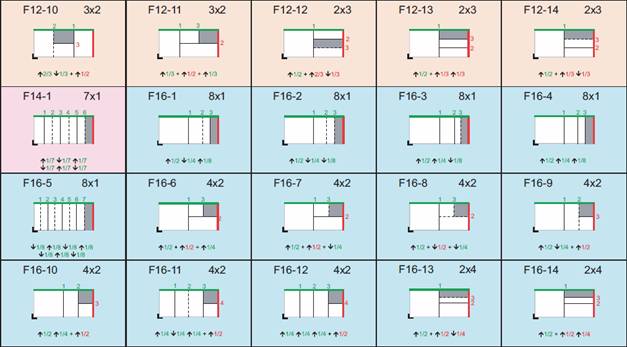 F12-10 3x2
2 1
3
↑2/3 ↓1/3 + ↑1/2
F12-11 3x2
3
2
↑1/3 + ↑1/2 + ↑1/3
F12-12 2x3
1
2
↑1/2 + ↑2/3 ↓1/3
F12-13 2x3
1
3
2
↑1/2 + ↑1/3 ↑1/3
F12-14 2x3
1
3
2
↑1/2 + ↑1/3 ↓1/3
F14-1 7x1
1 2 3 4 5 6
↑1/7 ↓1/7 ↑1/7
↓1/7 ↑1/7 ↓1/7
F16-1 8x1
1 2 3
↑1/2 ↓1/4 ↑1/8
F16-2 8x1
1 2 3
↑1/2 ↓1/4 ↓1/8
F16-3 8x1
1 2 3
↑1/2 ↑1/4 ↓1/8
F16-4 8x1
1 2 3
↑1/2 ↑1/4 ↑1/8
F16-5 8x1
1 2 3 4 5 6 7
↓1/8 ↑1/8 ↓1/8 ↑1/8
↓1/8 ↑1/8 ↓1/8
F16-6 4x2
1 3
2
↑1/2 + ↑1/2 + ↑1/4
F16-7 4x2
1 3
2
↑1/2 + ↑1/2 + ↓1/4
F16-8 4x2
1 3
2
↑1/2 + ↓1/2 + ↓1/4
F16-9 4x2
1 2
3
↑1/2 ↓1/4 + ↑1/2
F16-10 4x2
1 2
3
↑1/2 ↑1/4 + ↑1/2
F16-11 4x2
1 2 3
4
↑1/4 ↓1/4 ↑1/4 + ↑1/2
F16-12 4x2
1 2 3
4
↑1/4 ↑1/4 ↑1/4 + ↑1/2
F16-13 2x4
1
3
2
↑1/2 + ↑1/2 ↓1/4
F16-14 2x4
1
3
2
↑1/2 + ↑1/2 ↑1/4